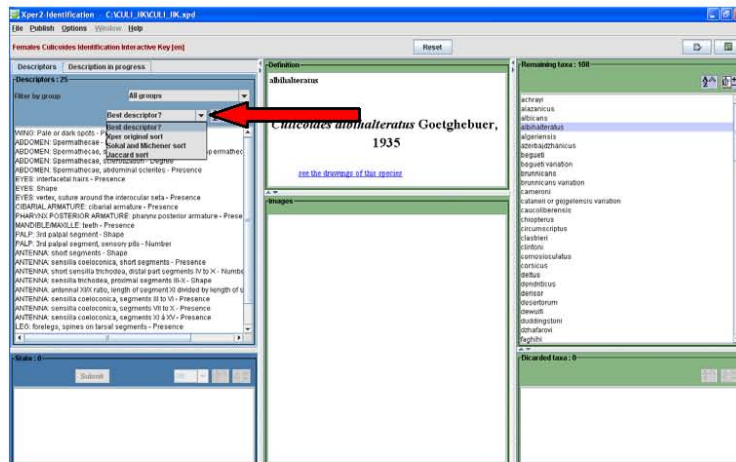 Xper2-Identification - C:\CULI_IIK\CULI_IIK.xpd
File Publish Options Window Help
Females Culicoides Identification Interactive Key [en]
Reset
Descriptors Description in progress
Descriptors : 25
Filter by group All groups
Best descriptor?
Best descriptor?
Xper original sort
Sokal and Michener sort
Jaccard sort
WING: Pale or dark spots - P
ABDOMEN: Spermathecae -
ABDOMEN: Spermathecae, s spermathec
ABDOMEN: Spermathecae, sclerotization - Degree
ABDOMEN: Spermathecae, abdominal sclerites - Presence
EYES: interfacetal hairs - Presence
EYES: Shape
EYES: vertex, suture around the interocular seta - Presence
CIBARIAL ARMATURE: cibarial armature - Presence
PHARYNX POSTERIOR ARMATURE: pharynx posterior armature - Prese
MANDIBLE/MAXILLE: teeth - Presence
PALP: 3rd palpal segment - Shape
PALP: 3rd palpal segment, sensory pits - Number
ANTENNA: short segments - Shape
ANTENNA: sensilla coeloconica, short segments - Presence
ANTENNA: short sensilla trichodea, distal part segments IV to X - Numbe
ANTENNA: sensilla trichodea, proximal segments III-X - Shape
ANTENNA: antennal XI/X ratio, length of segment XI divided by length of s
ANTENNA: sensilla coeloconica, segments III to VI - Presence
ANTENNA: sensilla coeloconica, segments VII to X - Presence
ANTENNA: sensilla coeloconica, segments XI à XV - Presence
LEG: forelegs, spines on tarsal segments - Presence
State : 0
Submit
Definition
albihalteratus
Culicoides albihalteratus Goetghebuer,
1935
see the drawings of this species
Images
Remaining taxa : 108
achrayi
alazanicus
albicans
albihalteratus
algeriensis
azerbajdzhanicus
begueti
begueti variation
brunnicans
brunnicans variation
cameroni
cataneii or gejgelensis variation
caucoliberensis
chiopterus
circumscriptus
clastrieri
clintoni
comosioculatus
corsicus
deltus
dendriticus
derisor
desertorum
dewulfi
duddingstoni
dzhafarovi
faghihi
Dicarded taxa : 0